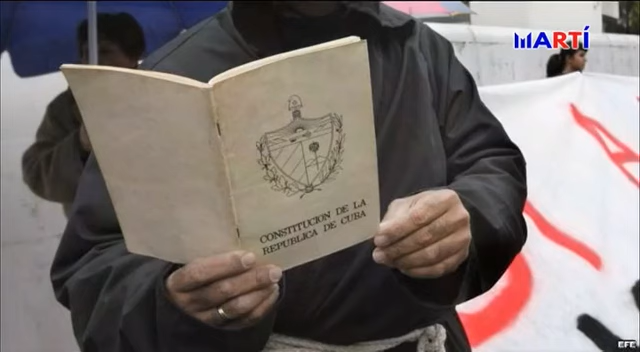 MARTÍ
CONSTITUCION DE LA
REPUBLICA DE CUBA
EFE